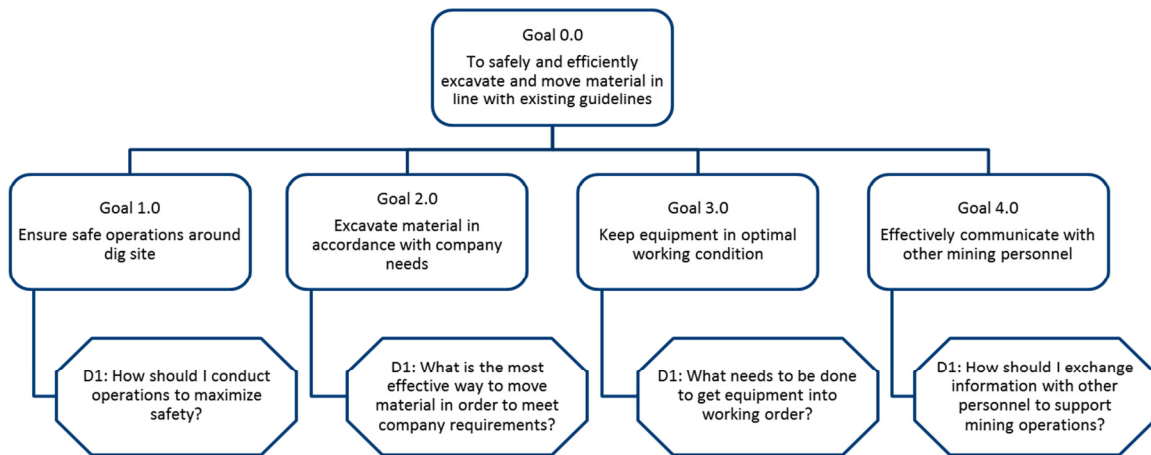 Goal 0.0
To safely and efficiently
excavate and move material in
line with existing guidelines
Goal 1.0
Ensure safe operations around
dig site
Goal 2.0
Excavate material in
accordance with company
needs
Goal 3.0
Keep equipment in optimal
working condition
Goal 4.0
Effectively communicate with
other mining personnel
D1: How should I conduct
operations to maximize
safety?
D1: What is the most
effective way to move
material in order to meet
company requirements?
D1: What needs to be done
to get equipment into
working order?
D1: How should I exchange
information with other
personnel to support
mining operations?